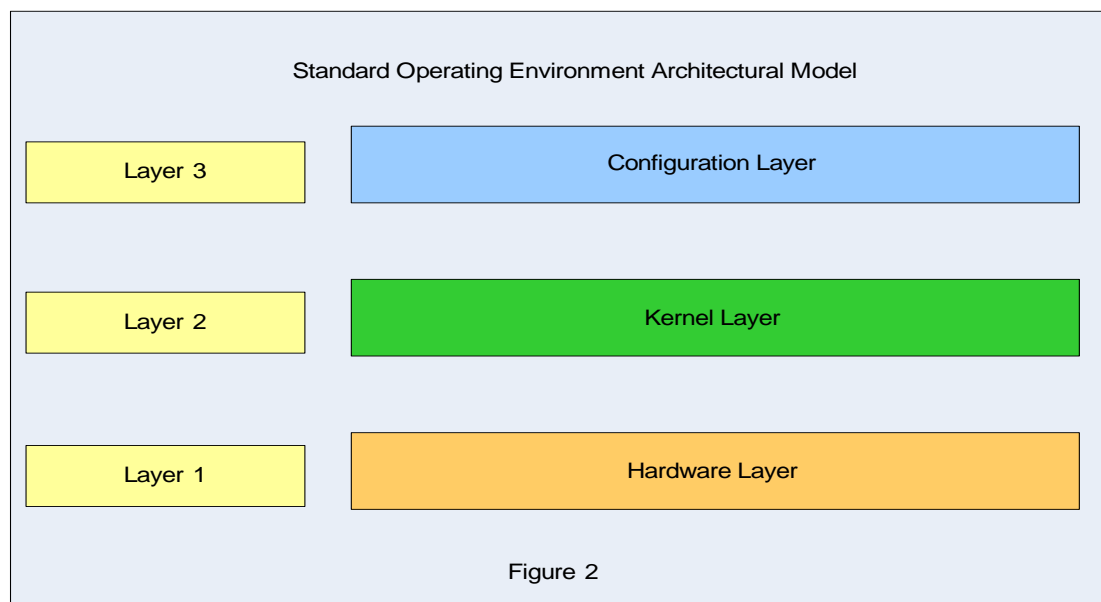 Standard Operating Environment Architectural Model
Layer 3
Configuration Layer
Layer 2
Kernel Layer
Layer 1
Hardware Layer
Figure 2